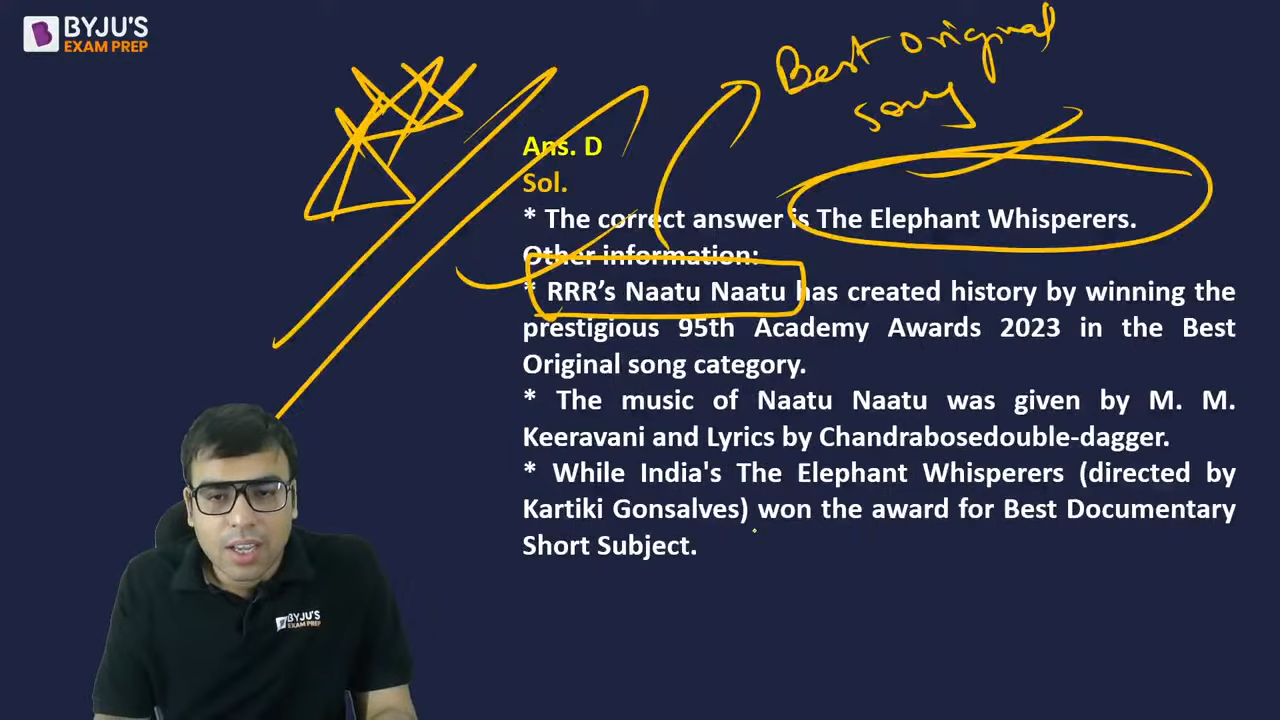 BYJU'S
EXAM PREP
Best Original
song
Ans. D
Sol.
* The correct answer is The Elephant Whisperers.
Other information:
* RRR's Naatu Naatu has created history by winning the
prestigious 95th Academy Awards 2023 in the Best
Original song category.
* The music of Naatu Naatu was given by M. M.
Keeravani and Lyrics by Chandrabosedouble-dagger.
* While India's The Elephant Whisperers (directed by
Kartiki Gonsalves) won the award for Best Documentary
Short Subject.
BYJU'S
EXAM PREP